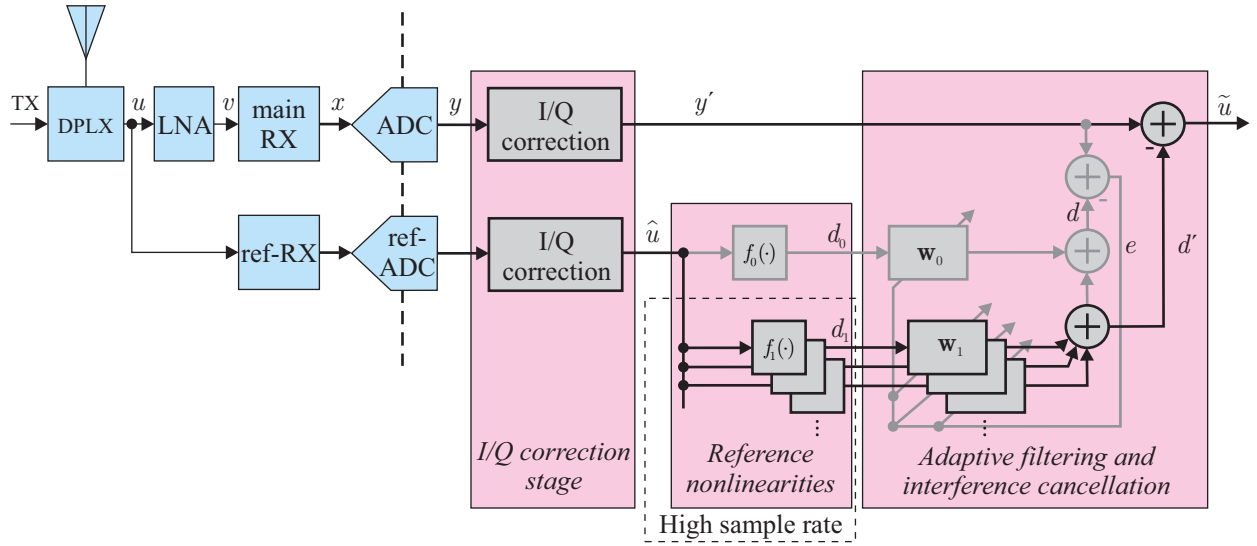 TX
DPLX
u
LNA
v
main
RX
x
ADC
y
I/Q
correction
y′
ũ
-
ref-RX
ref-
ADC
I/Q
correction
û
f₀(·)
d₀
w₀
d
-
e
d′
f₁(·)
d₁
w₁
⋮
⋮
I/Q correction
stage
Reference
nonlinearities
Adaptive filtering and
interference cancellation
High sample rate